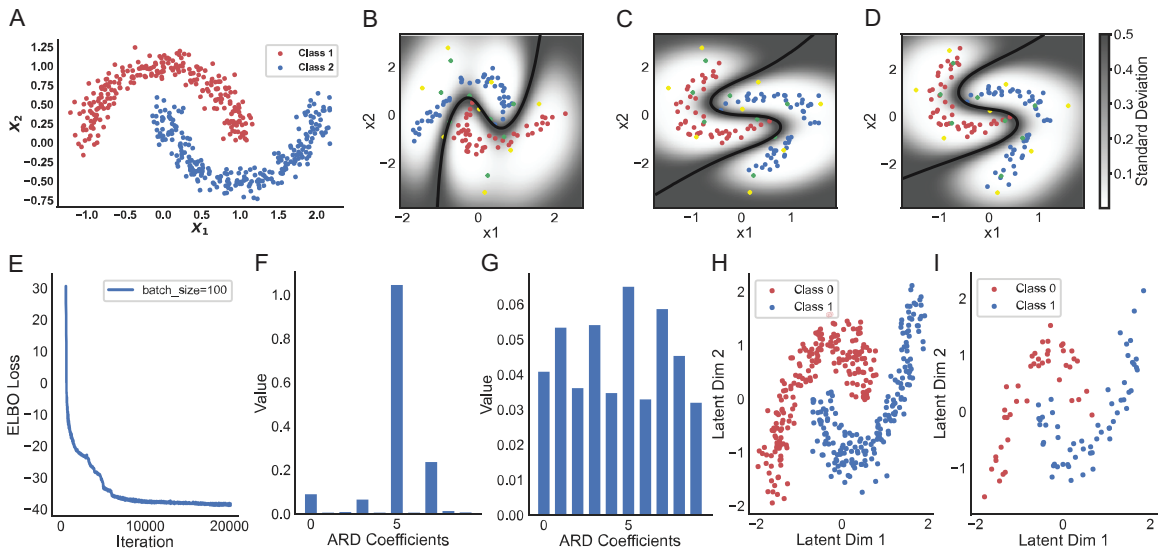 A
1.25
1.00
0.75
0.50
0.25
0.00
−0.25
−0.50
−0.75
X2
−1.0 −0.5 0.0 0.5 1.0 1.5 2.0
X1
Class 1
Class 2
B
2
0
−2
x2
−2 0 2
x1
C
2
0
−2
x2
−1 0 1
x1
D
2
0
−2
x2
−1 0 1
x1
0.5
0.4
0.3
0.2
0.1
Standard Deviation
E
30
20
10
0
−10
−20
−30
−40
ELBO Loss
batch_size=100
0 10000 20000
Iteration
F
1.0
0.8
0.6
0.4
0.2
0.0
Value
0 5
ARD Coefficients
G
0.06
0.05
0.04
0.03
0.02
0.01
0.00
Value
0 5
ARD Coefficients
H
2
1
0
−1
−2
Latent Dim 2
Class 0
Class 1
−2 0 2
Latent Dim 1
I
2
1
0
−1
Latent Dim 2
Class 0
Class 1
−2 0 2
Latent Dim 1